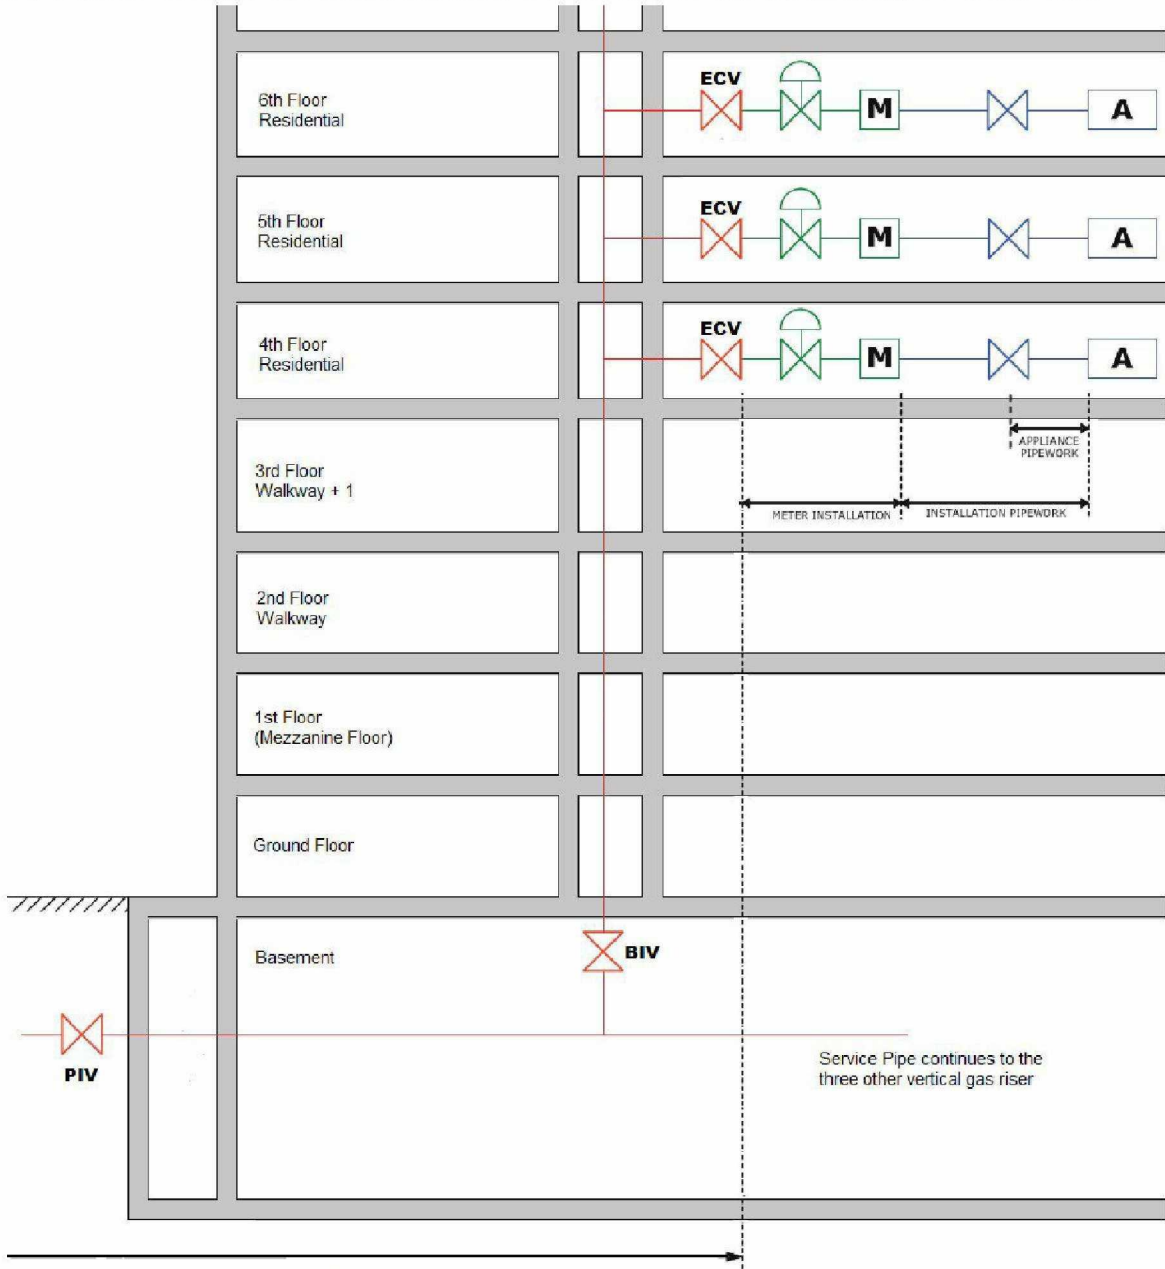 6th Floor
Residential
ECV
M
A
5th Floor
Residential
ECV
M
A
4th Floor
Residential
ECV
M
A
APPLIANCE
PIPEWORK
3rd Floor
Walkway + 1
METER INSTALLATION
INSTALLATION PIPEWORK
2nd Floor
Walkway
1st Floor
(Mezzanine Floor)
Ground Floor
Basement
BIV
PIV
Service Pipe continues to the
three other vertical gas riser